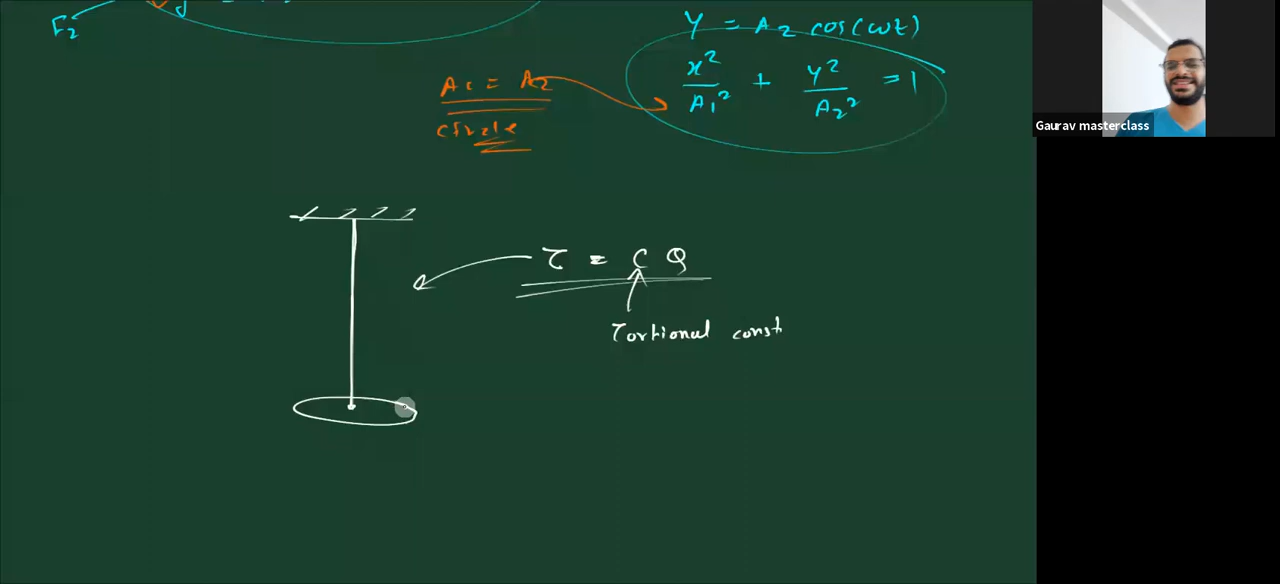 F2
Y = A2 cos(ωt)
x²/A1² + y²/A2² = 1
A1 = A2
circle
Gaurav masterclass
τ = C Q
Tortional const